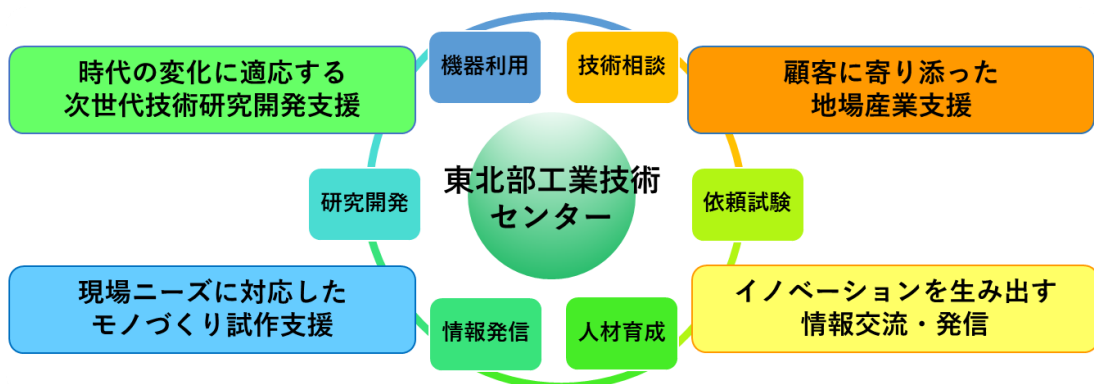 機器利用
技術相談
時代の変化に適応する
次世代技術研究開発支援
顧客に寄り添った
地場産業支援
東北部工業技術
センター
研究開発
依頼試験
現場ニーズに対応した
モノづくり試作支援
イノベーションを生み出す
情報交流・発信
情報発信
人材育成